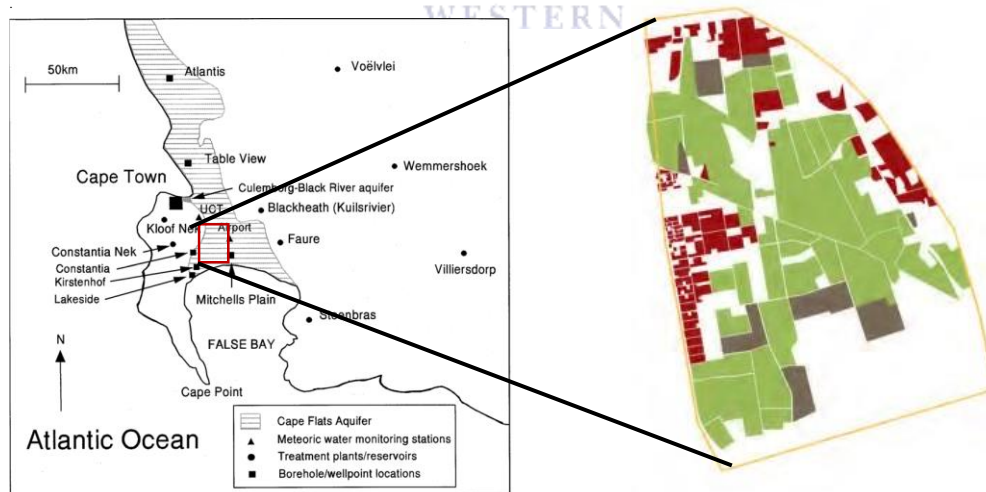 WESTERN
50km
Atlantis
Voëlvlei
Table View
Wemmershoek
Cape Town
Culemborg-Black River aquifer
UCT
Blackheath (Kuilsrivier)
Kloof Nek
Airport
Constantia Nek
Faure
Constantia
Villiersdorp
Kirstenhof
Lakeside
Mitchells Plain
Steenbras
N
FALSE BAY
Cape Point
Atlantic Ocean
Cape Flats Aquifer
Meteoric water monitoring stations
Treatment plants/reservoirs
Borehole/wellpoint locations